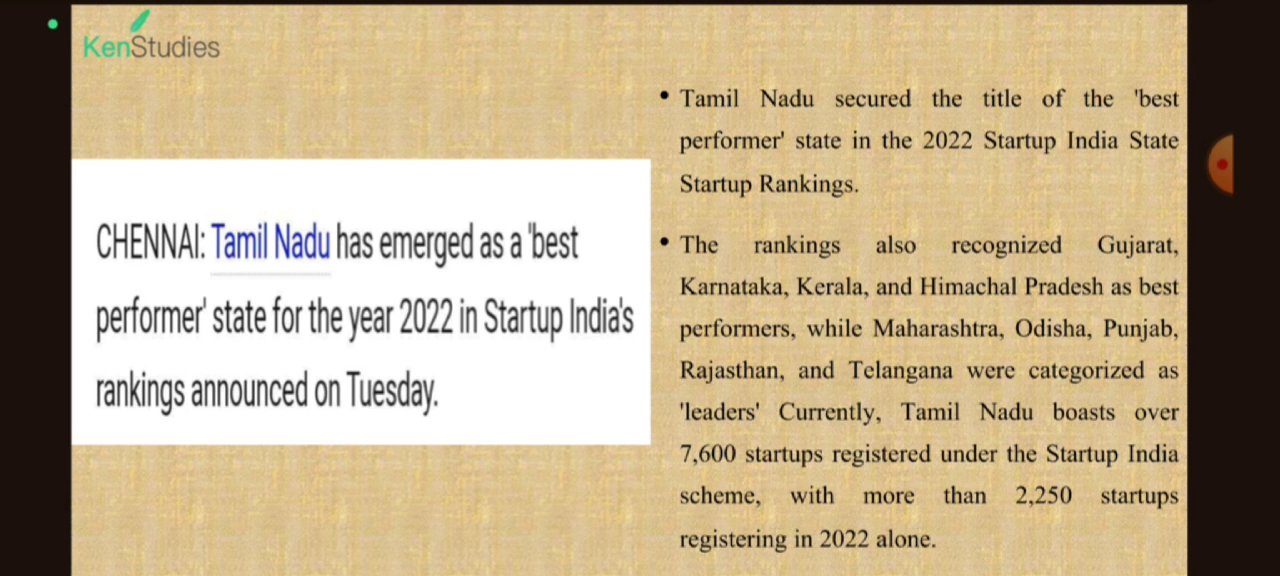 KenStudies
CHENNAI: Tamil Nadu has emerged as a 'best
performer' state for the year 2022 in Startup India's
rankings announced on Tuesday.
• Tamil Nadu secured the title of the 'best
performer' state in the 2022 Startup India State
Startup Rankings.
• The rankings also recognized Gujarat,
Karnataka, Kerala, and Himachal Pradesh as best
performers, while Maharashtra, Odisha, Punjab,
Rajasthan, and Telangana were categorized as
'leaders' Currently, Tamil Nadu boasts over
7,600 startups registered under the Startup India
scheme, with more than 2,250 startups
registering in 2022 alone.